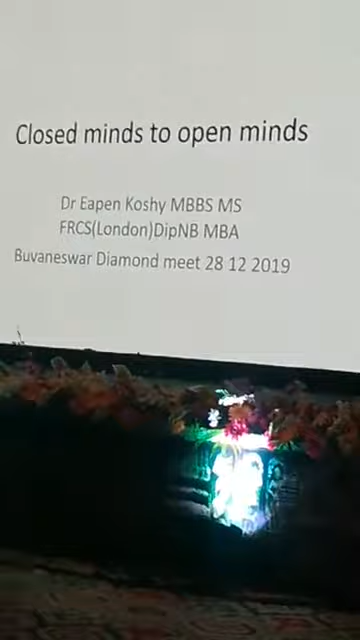 Closed minds to open minds
Dr Eapen Koshy MBBS MS
FRCS(London)DipNB MBA
Buvaneswar Diamond meet 28 12 2019